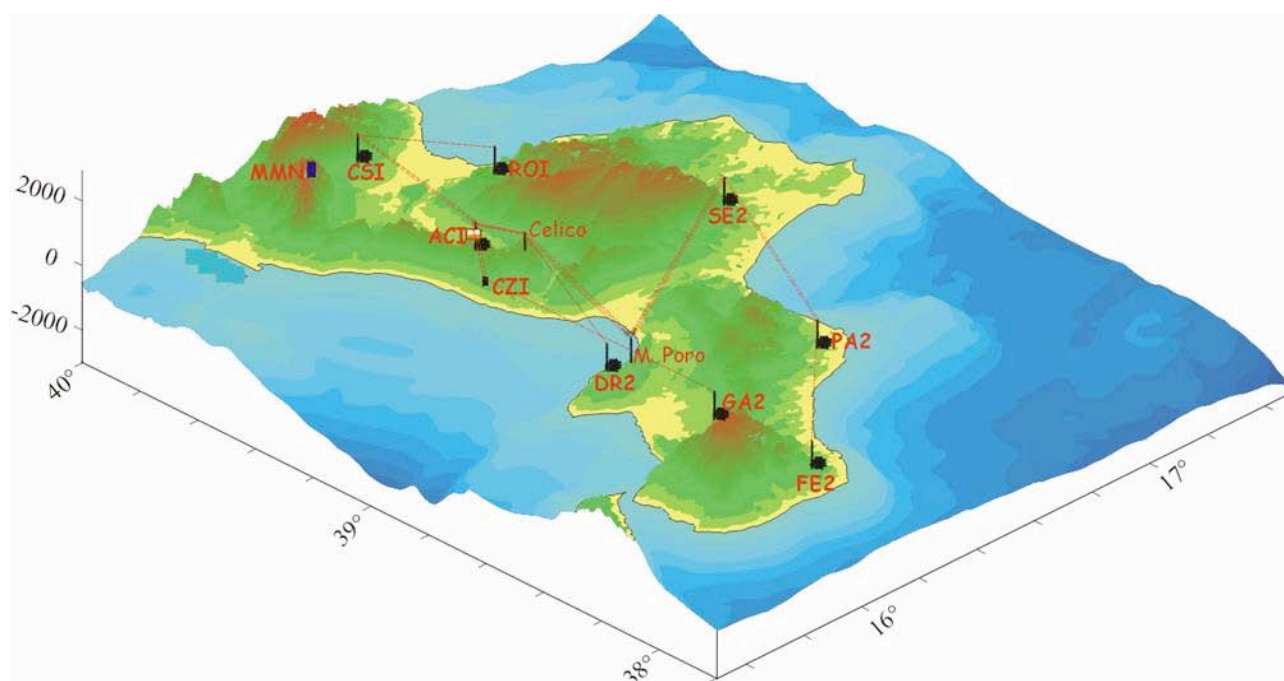 MMN
CSI
ROI
2000
SE2
ACI
Celico
0
CZI
-2000
PA2
M. Poro
40°
DR2
GA2
FE2
17°
39°
16°
38°